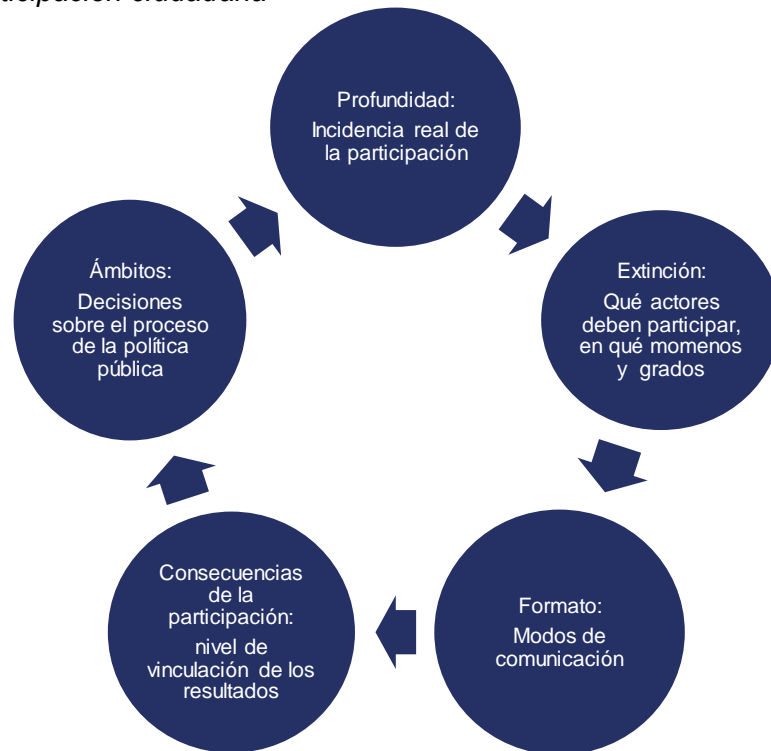 ticipación ciudadana
Profundidad:
Incidencia real de
la participación
Extinción:
Qué actores
deben participar,
en qué momenos
y grados
Formato:
Modos de
comunicación
Consecuencias
de la
participación:
nivel de
vinculación de los
resultados
Ámbitos:
Decisiones
sobre el proceso
de la política
pública